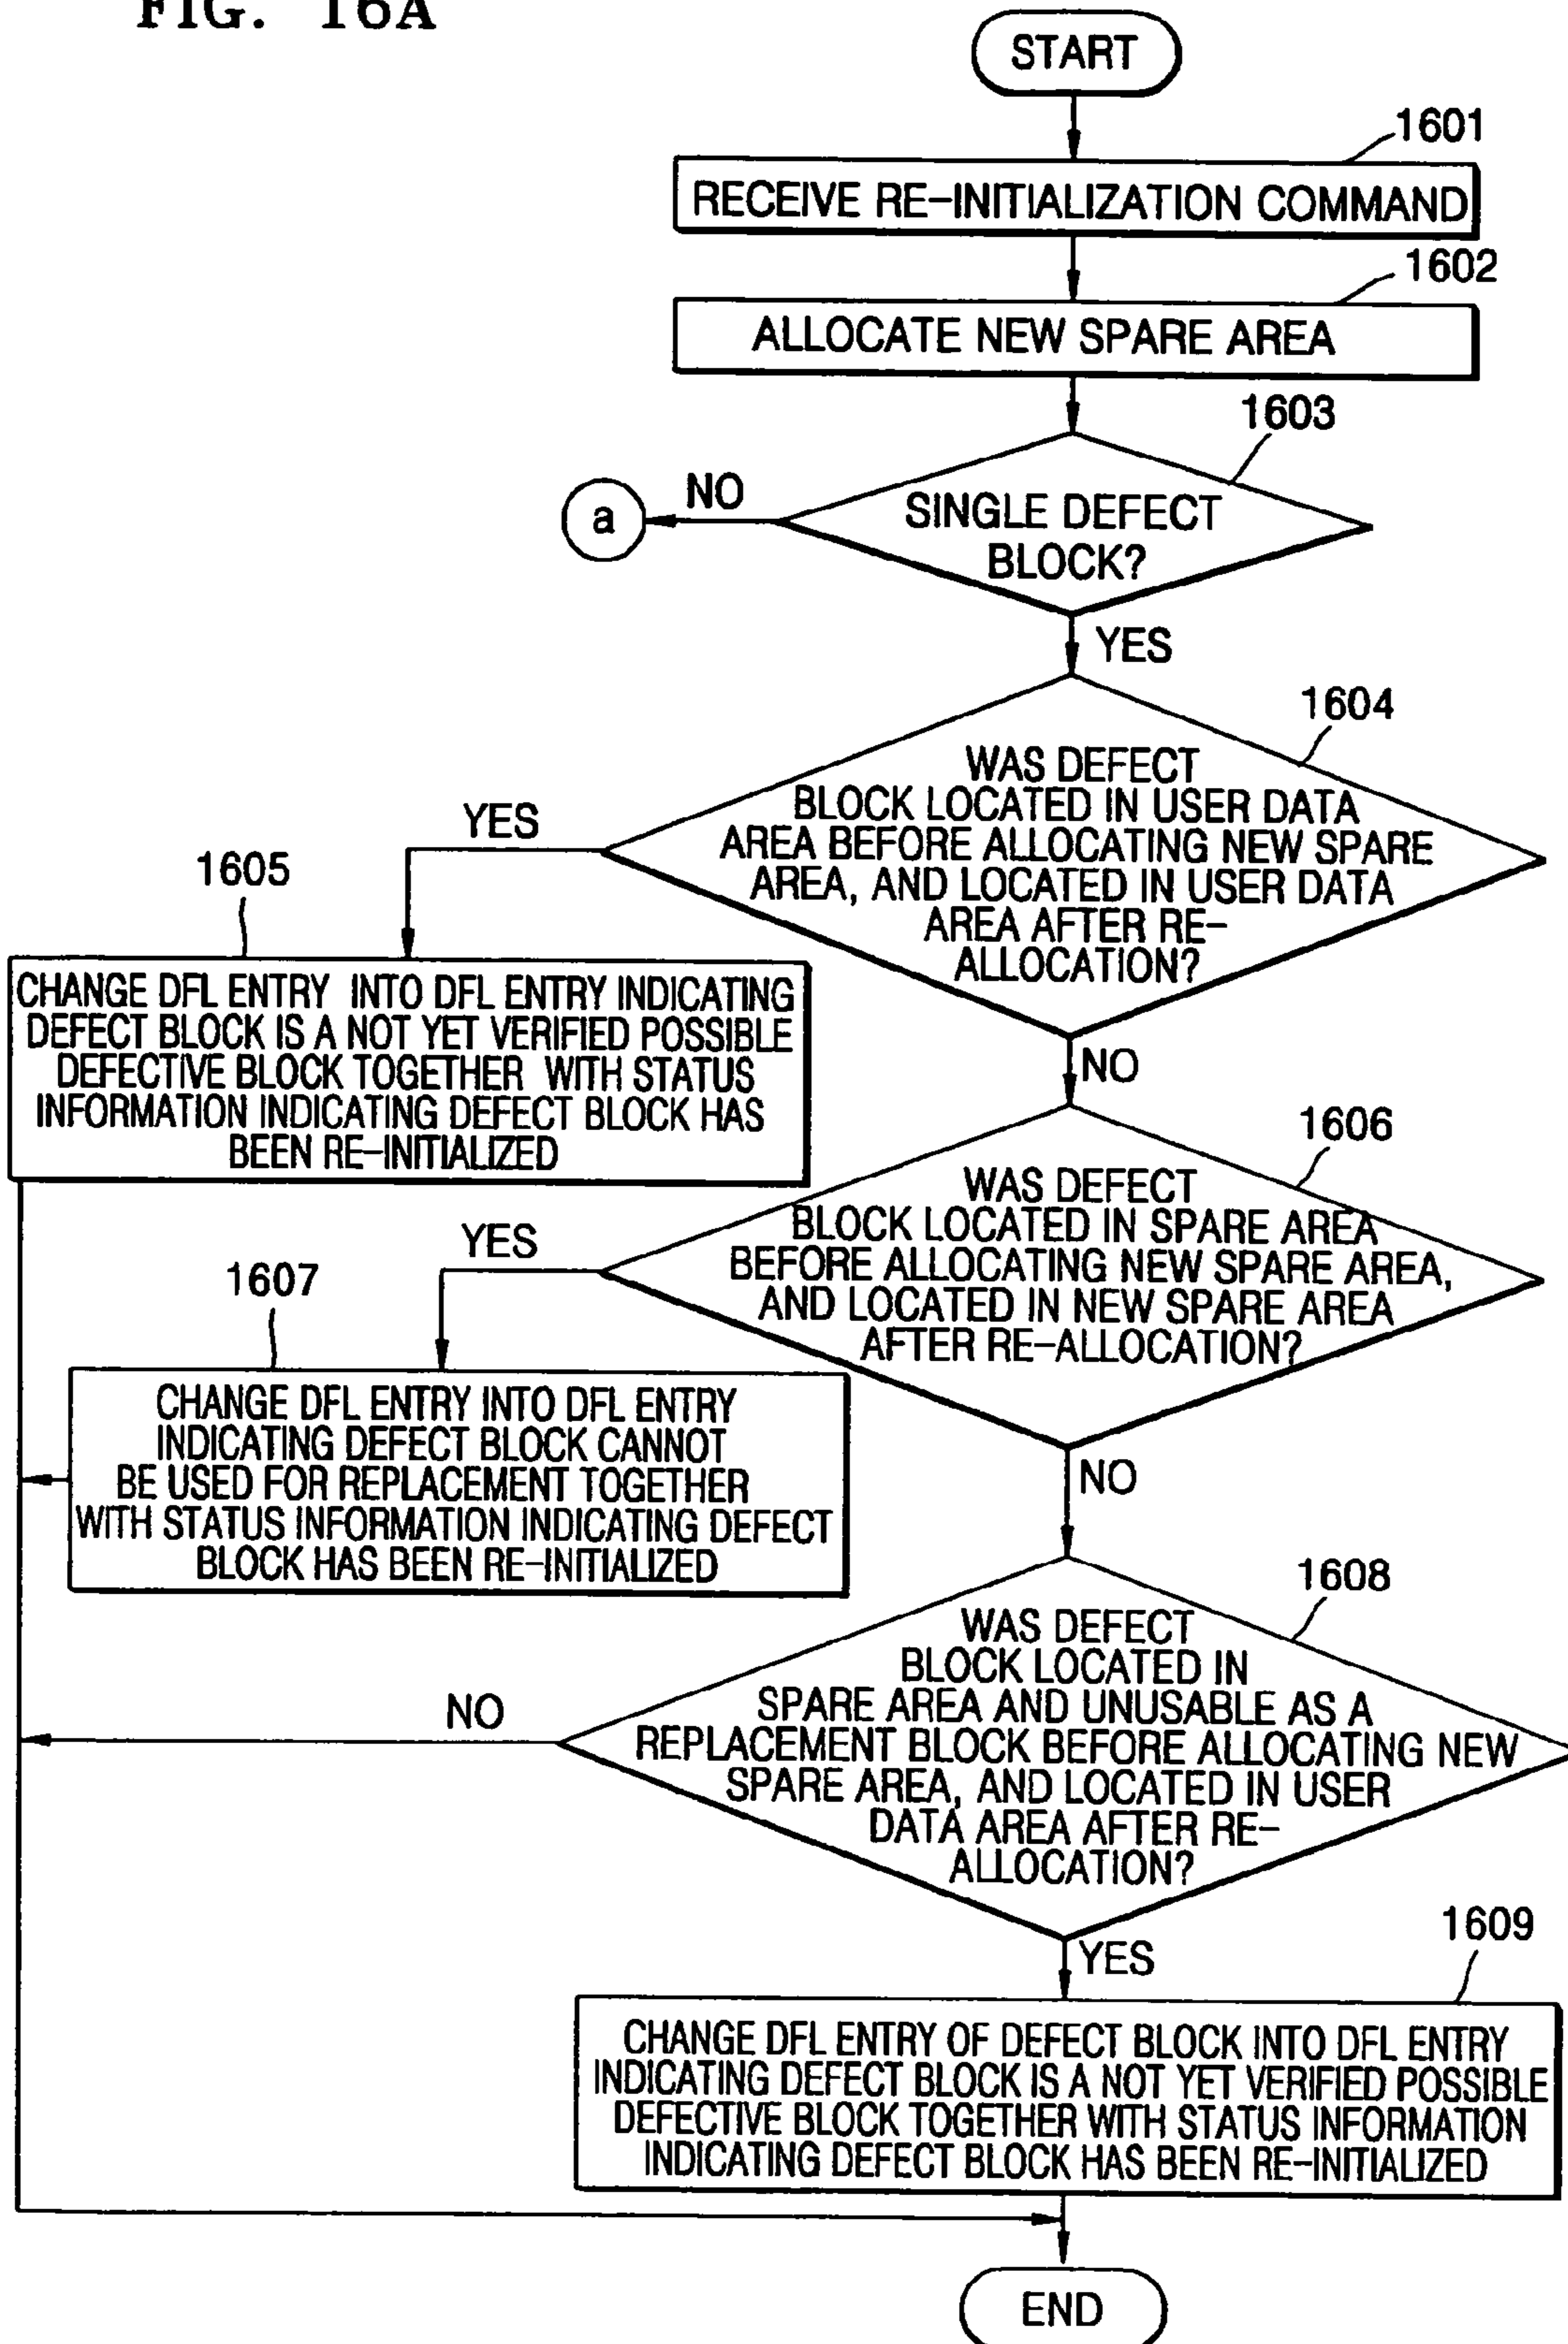 FIG. 16A
START
1601
RECEIVE RE-INITIALIZATION COMMAND
1602
ALLOCATE NEW SPARE AREA
1603
SINGLE DEFECT
BLOCK?
NO
a
YES
1604
WAS DEFECT
BLOCK LOCATED IN USER DATA
AREA BEFORE ALLOCATING NEW SPARE
AREA, AND LOCATED IN USER DATA
AREA AFTER RE-
ALLOCATION?
YES
1605
CHANGE DFL ENTRY INTO DFL ENTRY INDICATING
DEFECT BLOCK IS A NOT YET VERIFIED POSSIBLE
DEFECTIVE BLOCK TOGETHER WITH STATUS
INFORMATION INDICATING DEFECT BLOCK HAS
BEEN RE-INITIALIZED
NO
1606
WAS DEFECT
BLOCK LOCATED IN SPARE AREA
BEFORE ALLOCATING NEW SPARE AREA,
AND LOCATED IN NEW SPARE AREA
AFTER RE-ALLOCATION?
YES
1607
CHANGE DFL ENTRY INTO DFL ENTRY
INDICATING DEFECT BLOCK CANNOT
BE USED FOR REPLACEMENT TOGETHER
WITH STATUS INFORMATION INDICATING DEFECT
BLOCK HAS BEEN RE-INITIALIZED
NO
1608
WAS DEFECT
BLOCK LOCATED IN
SPARE AREA AND UNUSABLE AS A
REPLACEMENT BLOCK BEFORE ALLOCATING NEW
SPARE AREA, AND LOCATED IN USER
DATA AREA AFTER RE-
ALLOCATION?
NO
YES
1609
CHANGE DFL ENTRY OF DEFECT BLOCK INTO DFL ENTRY
INDICATING DEFECT BLOCK IS A NOT YET VERIFIED POSSIBLE
DEFECTIVE BLOCK TOGETHER WITH STATUS INFORMATION
INDICATING DEFECT BLOCK HAS BEEN RE-INITIALIZED
END